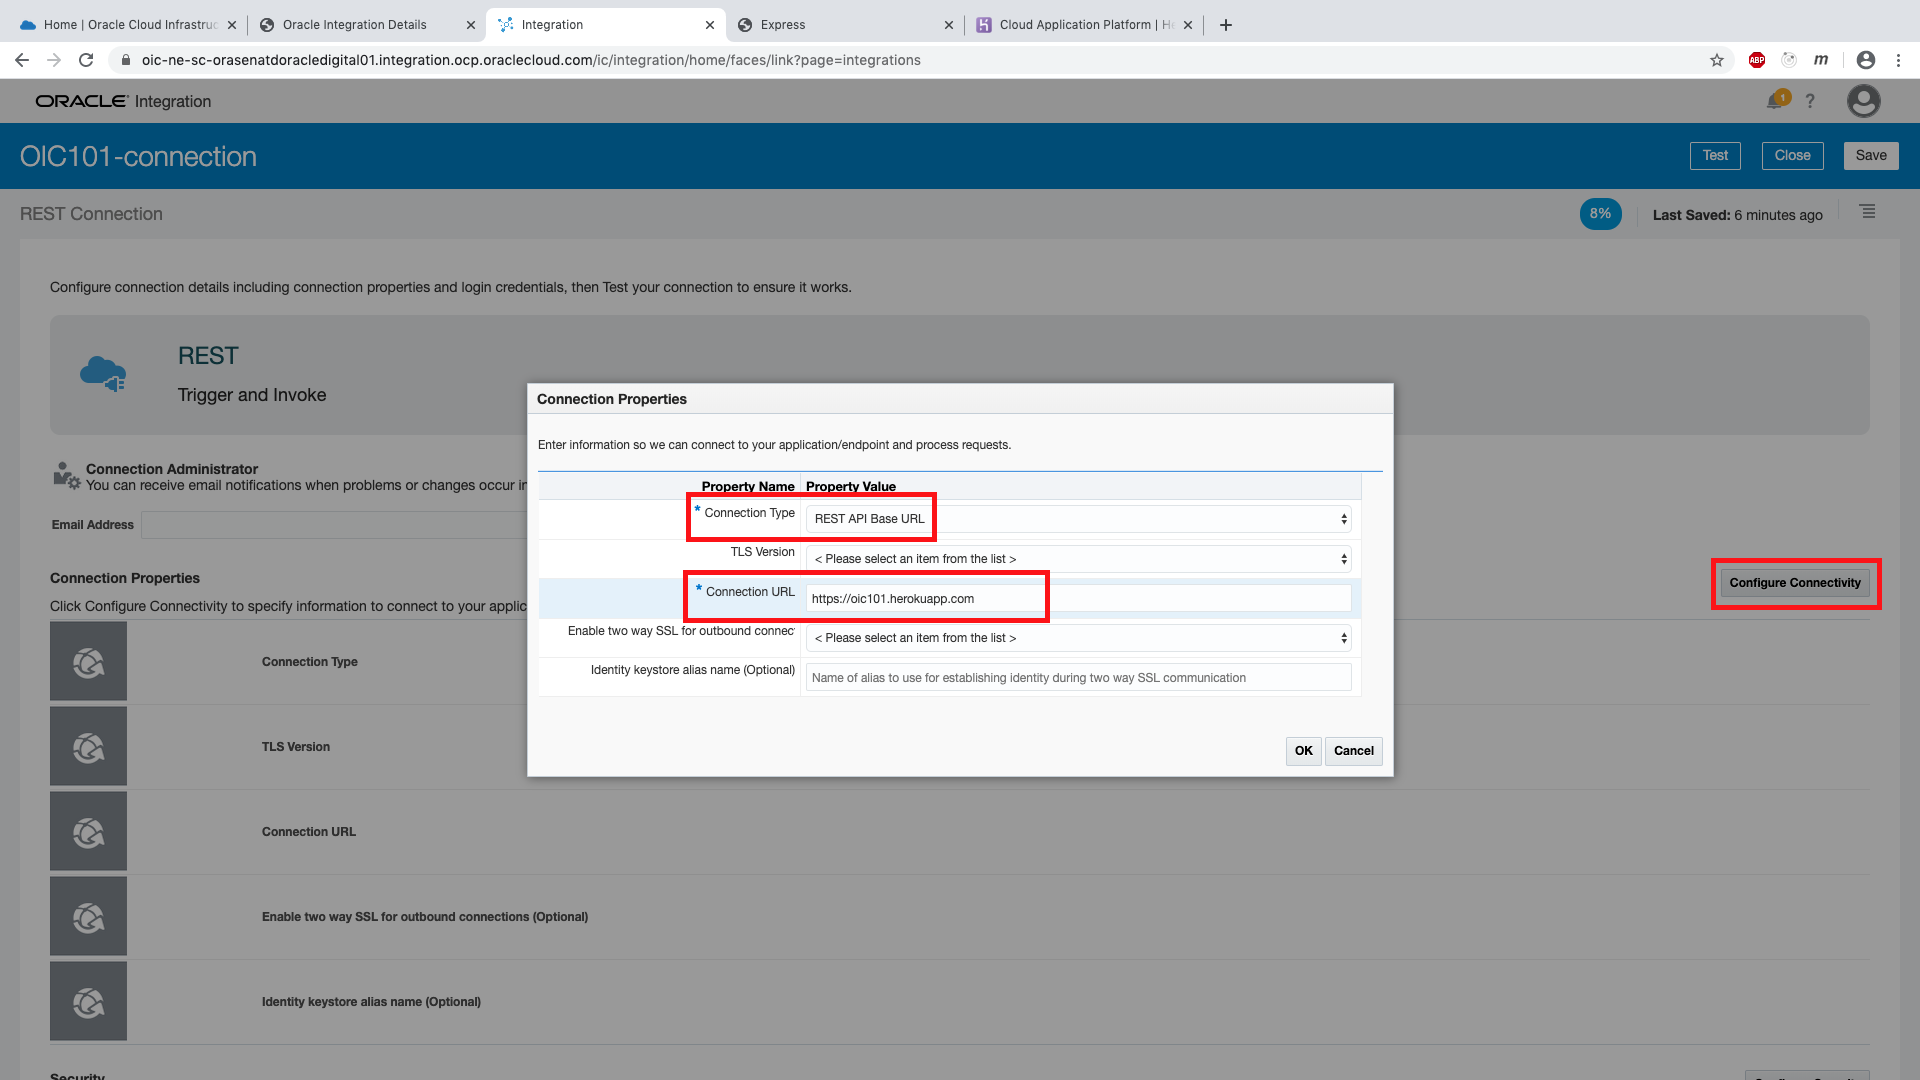 Home | Oracle Cloud Infrastruc
Oracle Integration Details
Integration
Express
Cloud Application Platform | He
oic-ne-sc-orasenatdoracledigital01.integration.ocp.oraclecloud.com/ic/integration/home/faces/link?page=integrations
ABP
m
ORACLE Integration
1
?
OIC101-connection
Test
Close
Save
REST Connection
8%
Last Saved: 6 minutes ago
Configure connection details including connection properties and login credentials, then Test your connection to ensure it works.
REST
Trigger and Invoke
Connection Administrator
You can receive email notifications when problems or changes occur in
Email Address
Connection Properties
Click Configure Connectivity to specify information to connect to your applic
Configure Connectivity
Connection Type
TLS Version
Connection URL
Enable two way SSL for outbound connections (Optional)
Identity keystore alias name (Optional)
Security
Connection Properties
Enter information so we can connect to your application/endpoint and process requests.
Property Name Property Value
* Connection Type REST API Base URL
TLS Version < Please select an item from the list >
* Connection URL https://oic101.herokuapp.com
Enable two way SSL for outbound connec < Please select an item from the list >
Identity keystore alias name (Optional) Name of alias to use for establishing identity during two way SSL communication
OK
Cancel